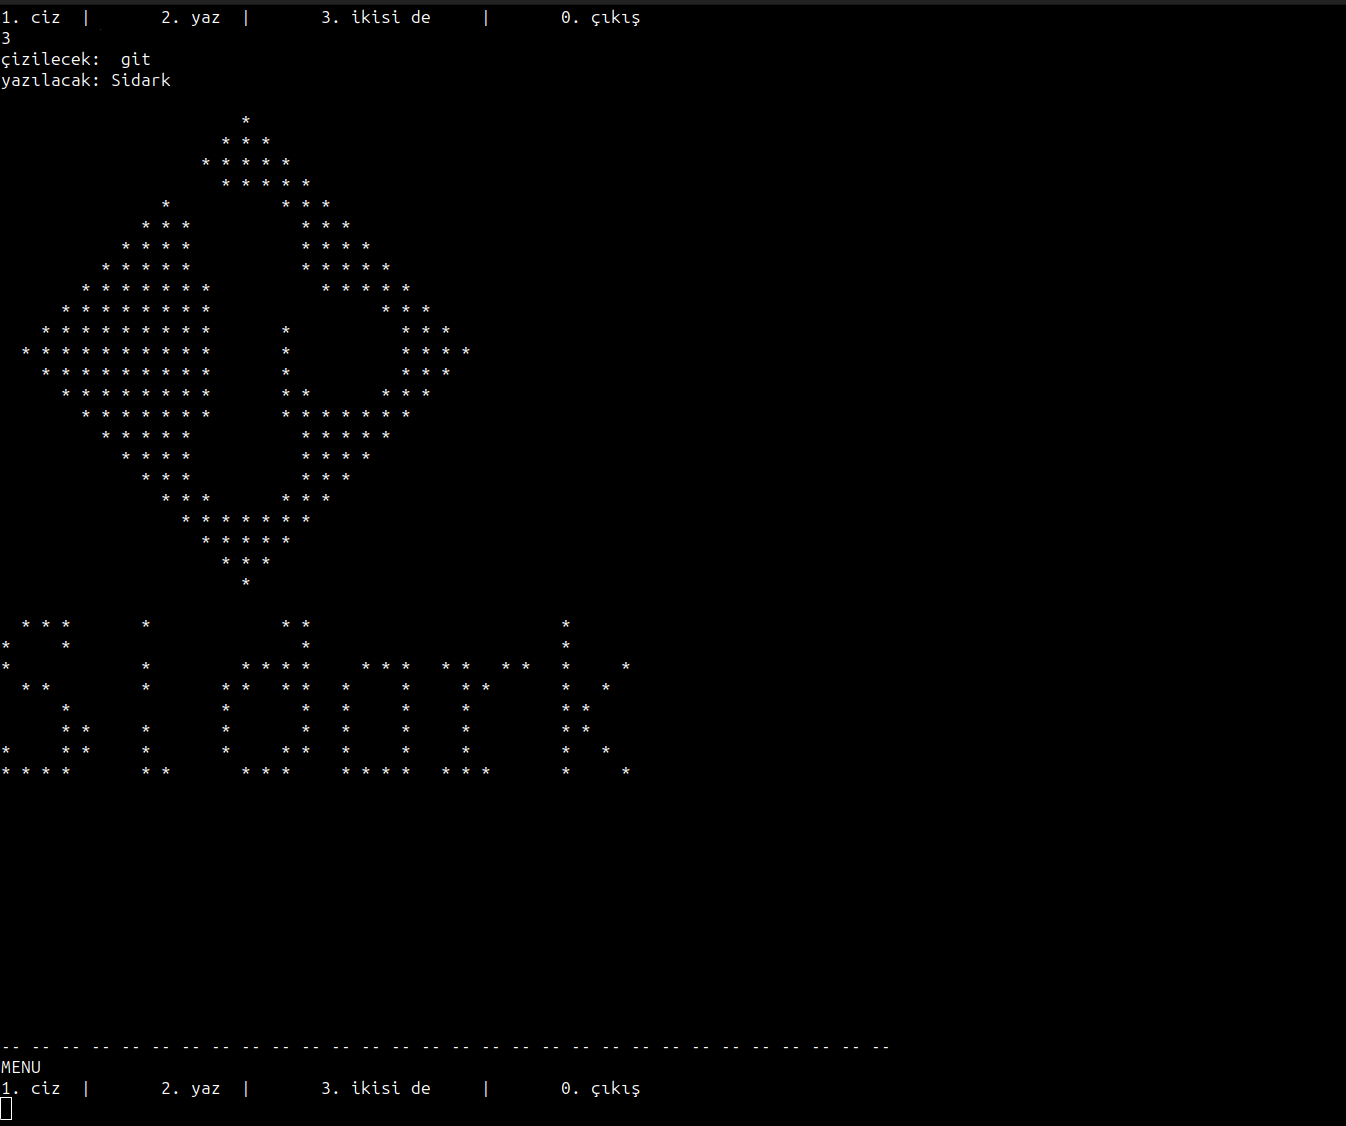 1. ciz | 2. yaz | 3. ikisi de | 0. çıkış
3
çizilecek: git
yazılacak: Sidark
Sidark
-- -- -- -- -- -- -- -- -- -- -- -- -- -- -- -- -- -- -- -- -- -- -- -- -- -- -- -- -- --
MENU
1. ciz | 2. yaz | 3. ikisi de | 0. çıkış